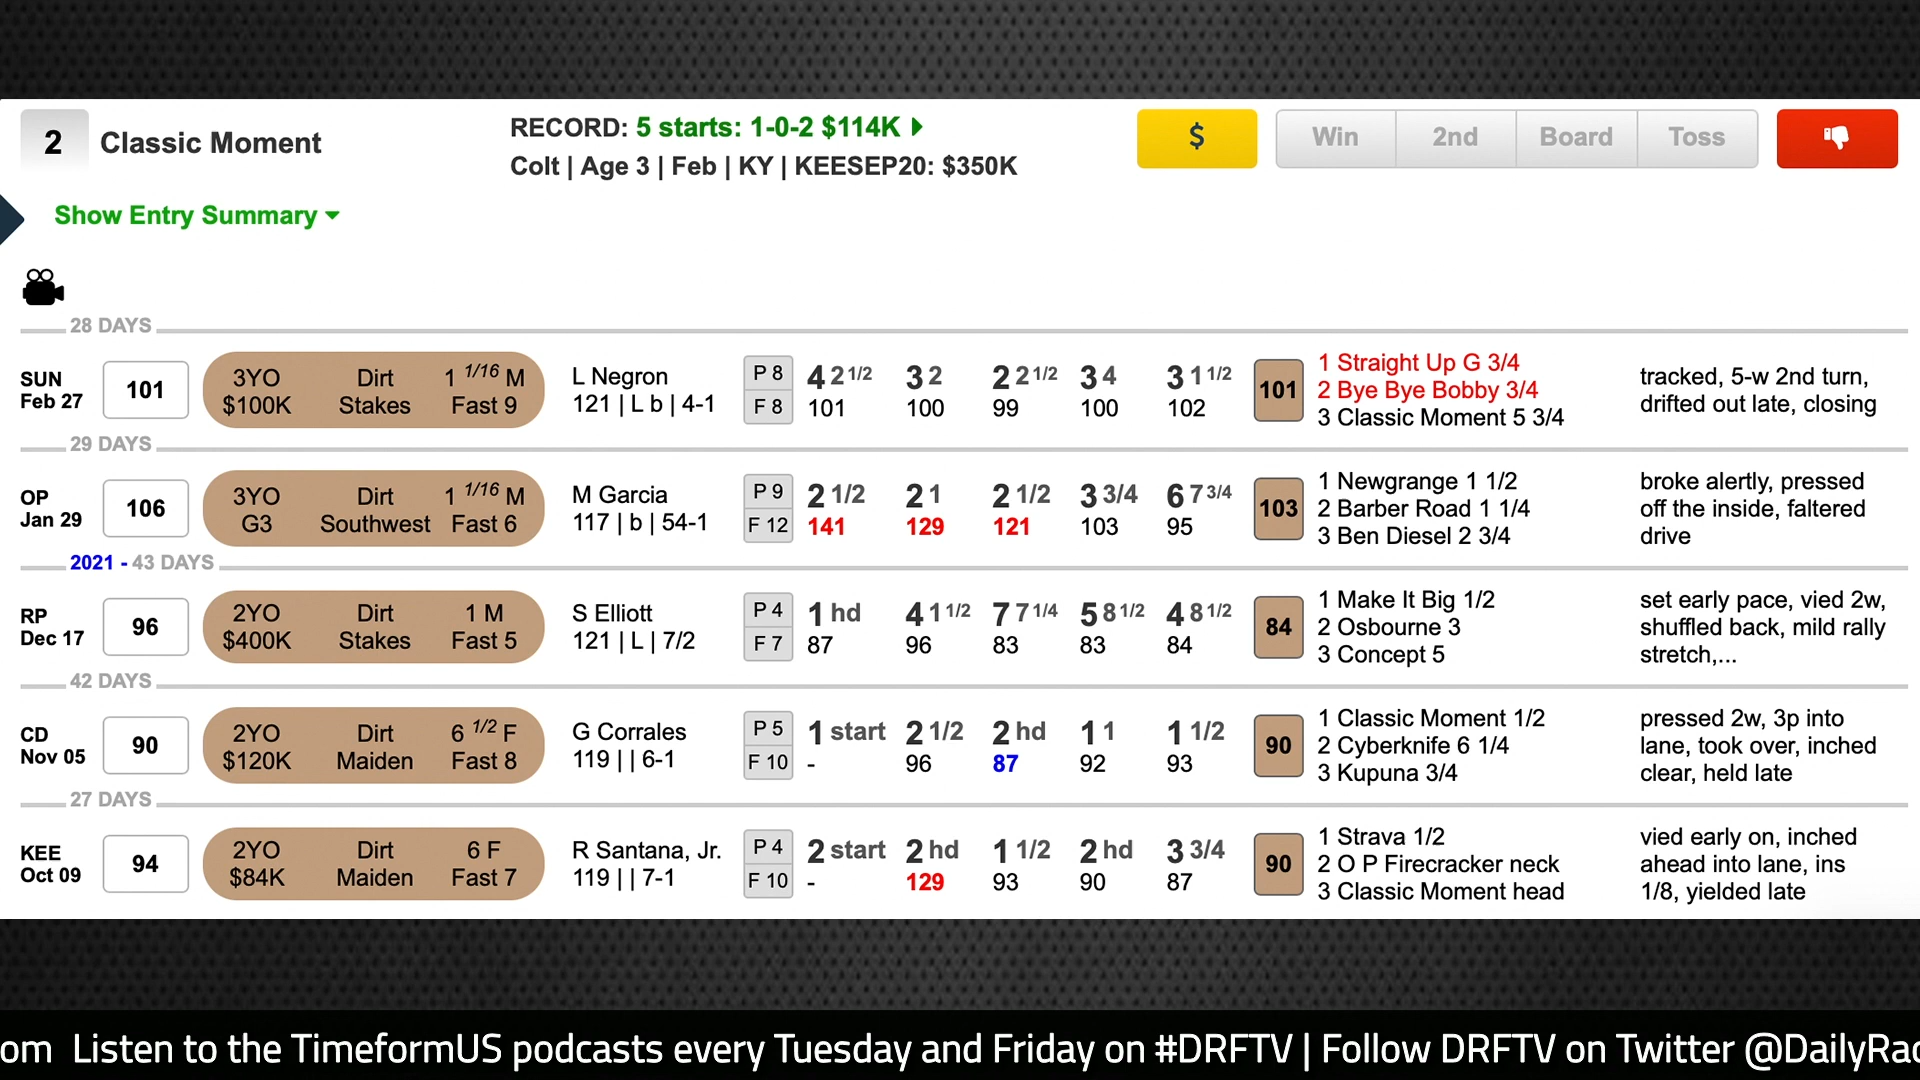 2 Classic Moment
RECORD: 5 starts: 1-0-2 $114K
Colt | Age 3 | Feb | KY | KEESEP20: $350K
$ Win 2nd Board Toss
Show Entry Summary
28 DAYS
SUN Feb 27
101
3YO Dirt 1 1/16 M
$100K Stakes Fast 9
L Negron
121 | L b | 4-1
P 8
F 8
4 2 1/2 3 2 2 2 1/2 3 4 3 1 1/2
101 100 99 100 102
101
1 Straight Up G 3/4
2 Bye Bye Bobby 3/4
3 Classic Moment 5 3/4
tracked, 5-w 2nd turn,
drifted out late, closing
29 DAYS
OP Jan 29
106
3YO Dirt 1 1/16 M
G3 Southwest Fast 6
M Garcia
117 | b | 54-1
P 9
F 12
2 1/2 2 1 2 1/2 3 3/4 6 7 3/4
141 129 121 103 95
103
1 Newgrange 1 1/2
2 Barber Road 1 1/4
3 Ben Diesel 2 3/4
broke alertly, pressed
off the inside, faltered
drive
2021 - 43 DAYS
RP Dec 17
96
2YO Dirt 1 M
$400K Stakes Fast 5
S Elliott
121 | L | 7/2
P 4
F 7
1 hd 4 1 1/2 7 7 1/4 5 8 1/2 4 8 1/2
87 96 83 83 84
84
1 Make It Big 1/2
2 Osbourne 3
3 Concept 5
set early pace, vied 2w,
shuffled back, mild rally
stretch,...
42 DAYS
CD Nov 05
90
2YO Dirt 6 1/2 F
$120K Maiden Fast 8
G Corrales
119 | | 6-1
P 5
F 10
1 start 2 1/2 2 hd 1 1 1 1/2
- 96 87 92 93
90
1 Classic Moment 1/2
2 Cyberknife 6 1/4
3 Kupuna 3/4
pressed 2w, 3p into
lane, took over, inched
clear, held late
27 DAYS
KEE Oct 09
94
2YO Dirt 6 F
$84K Maiden Fast 7
R Santana, Jr.
119 | | 7-1
P 4
F 10
2 start 2 hd 1 1/2 2 hd 3 3/4
- 129 93 90 87
90
1 Strava 1/2
2 O P Firecracker neck
3 Classic Moment head
vied early on, inched
ahead into lane, ins
1/8, yielded late
om Listen to the TimeformUS podcasts every Tuesday and Friday on #DRFTV | Follow DRFTV on Twitter @DailyRac